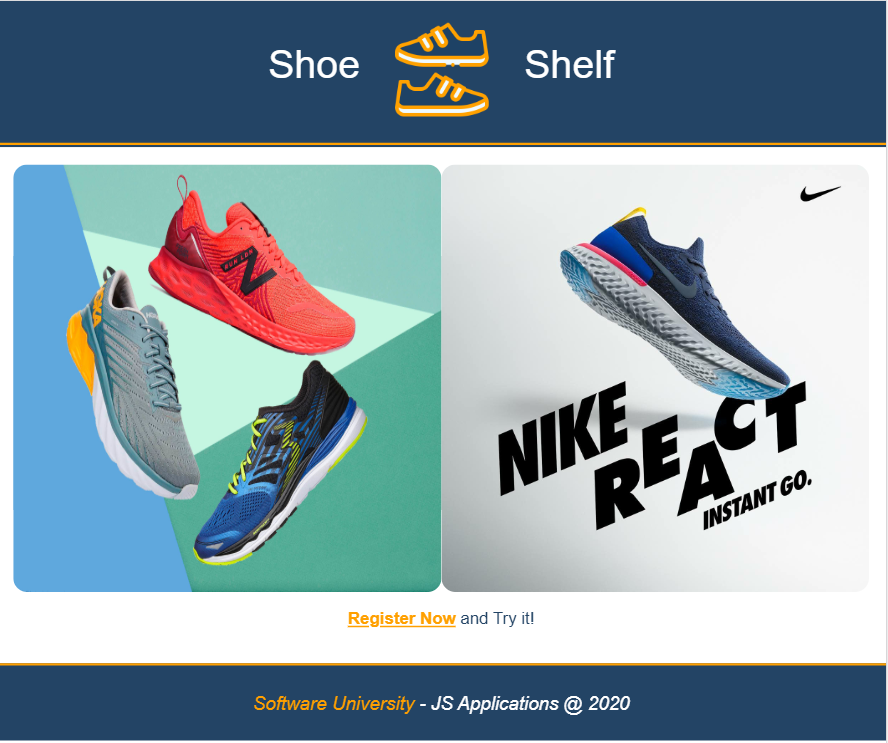 Shoe Shelf
NIKE
REACT
INSTANT GO.
Register Now and Try it!
Software University - JS Applications @ 2020